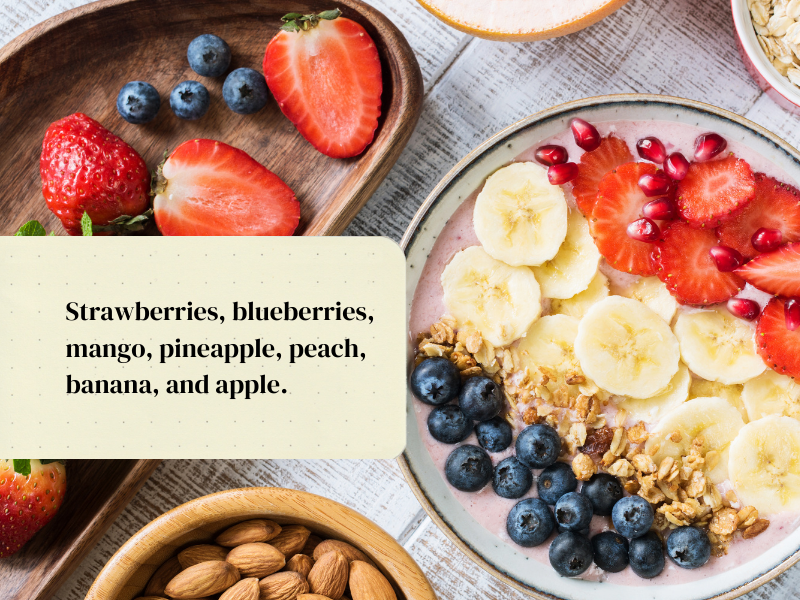 Strawberries, blueberries,
mango, pineapple, peach,
banana, and apple.